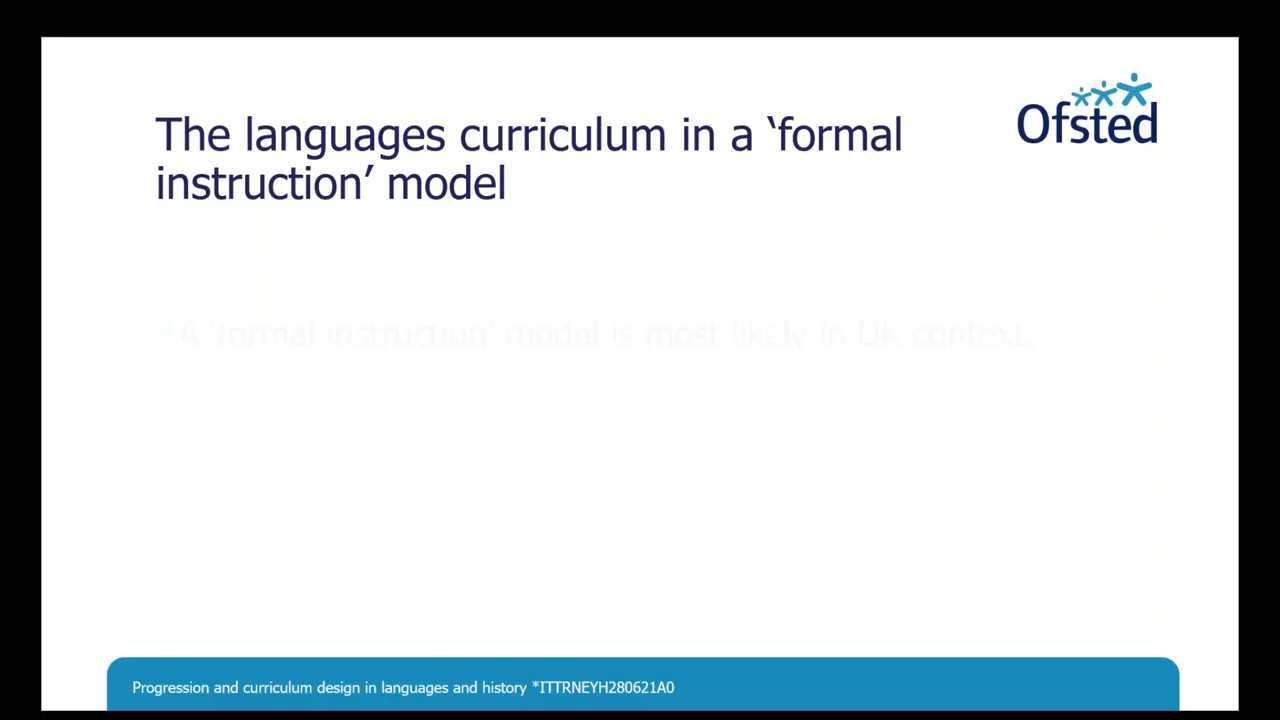 Ofsted
The languages curriculum in a ‘formal
instruction’ model
•A ‘formal instruction’ model is most likely in UK context.
Progression and curriculum design in languages and history *ITTRNEYH280621A0